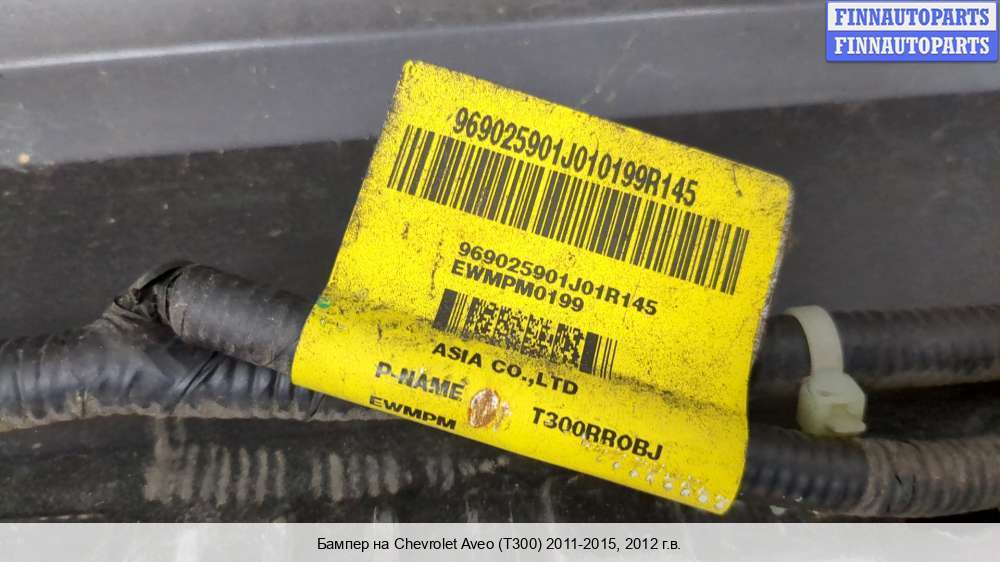 FINNAUTOPARTS
FINNAUTOPARTS
969025901J010199R145
969025901J01R145
EWMPM0199
ASIA CO.,LTD
P-NAME T300RROBJ
EWMPM
Бампер на Chevrolet Aveo (T300) 2011-2015, 2012 г.в.